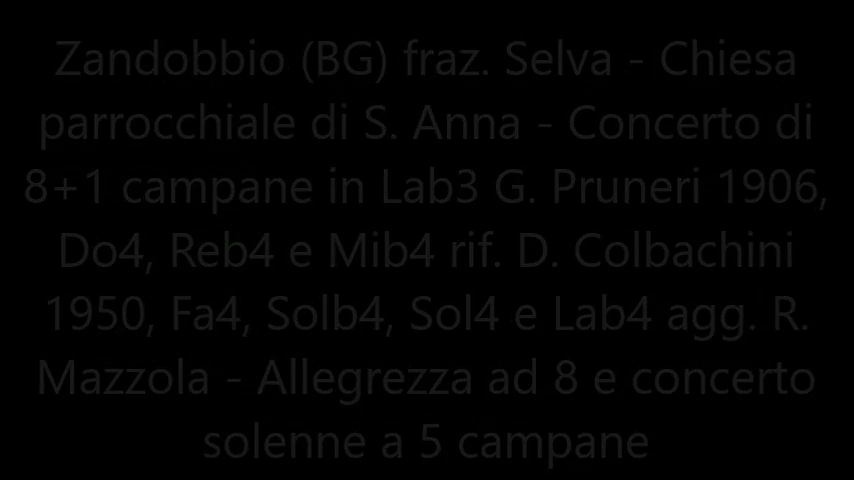 Zandobbio (BG) fraz. Selva - Chiesa
parrocchiale di S. Anna - Concerto di
8+1 campane in Lab3 G. Pruneri 1906,
Do4, Reb4 e Mib4 rif. D. Colbachini
1950, Fa4, Solb4, Sol4 e Lab4 agg. R.
Mazzola - Allegrezza ad 8 e concerto
solenne a 5 campane